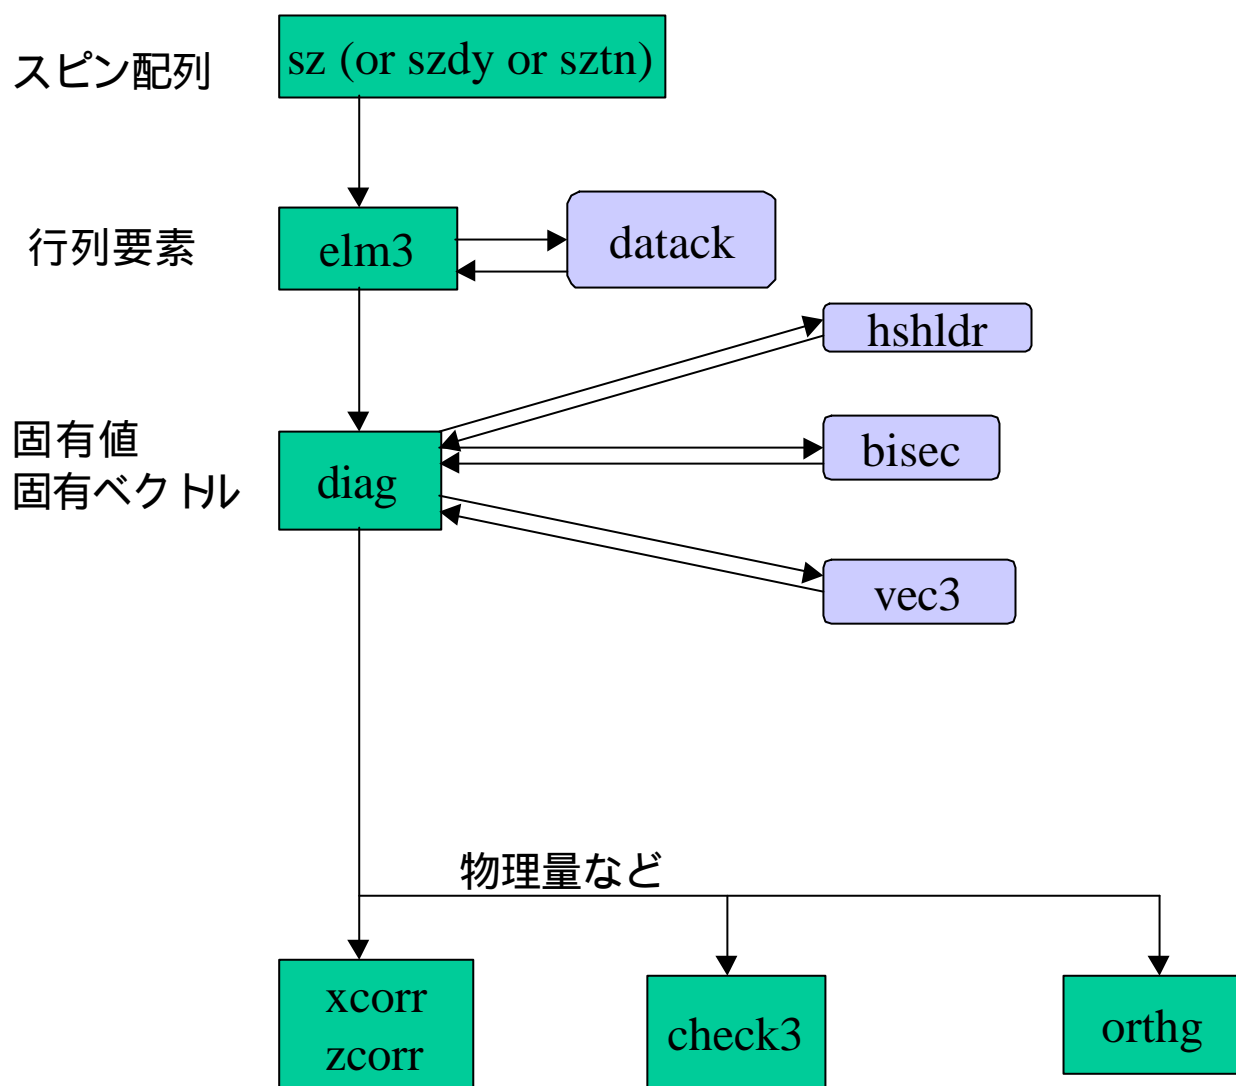 スピン配列
sz (or szdy or sztn)
行列要素
elm3
datack
hshldr
固有値
固有ベクトル
diag
bisec
vec3
物理量など
xcorr
zcorr
check3
orthg